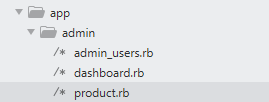 app
admin
/* admin_users.rb
/* dashboard.rb
/* product.rb